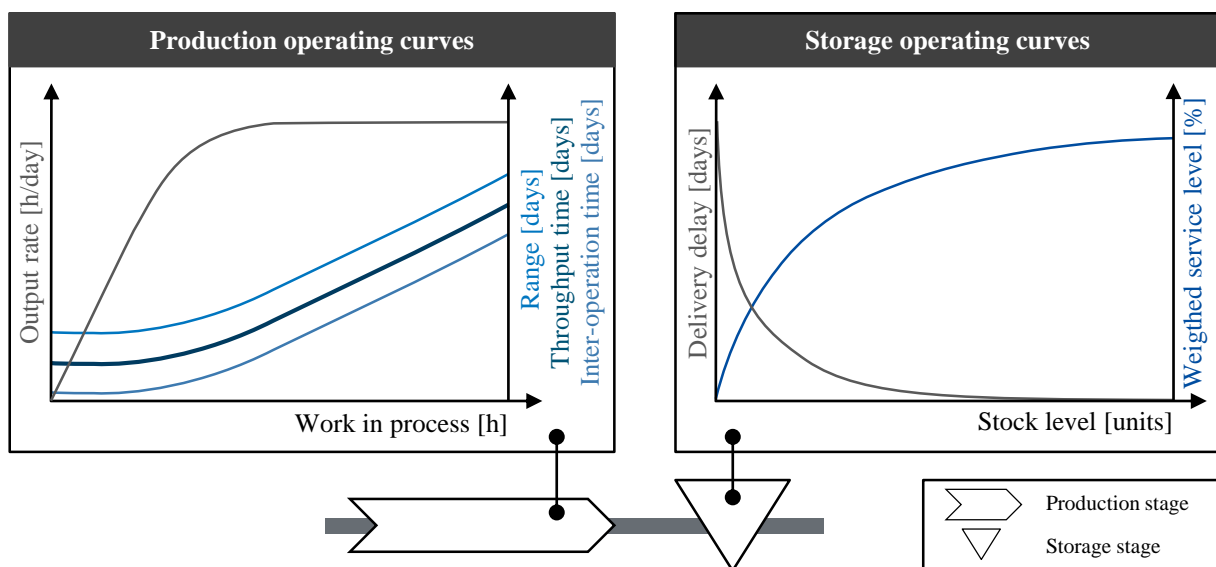 Production operating curves
Output rate [h/day]
Range [days]
Throughput time [days]
Inter-operation time [days]
Work in process [h]
Storage operating curves
Delivery delay [days]
Weigthed service level [%]
Stock level [units]
Production stage
Storage stage